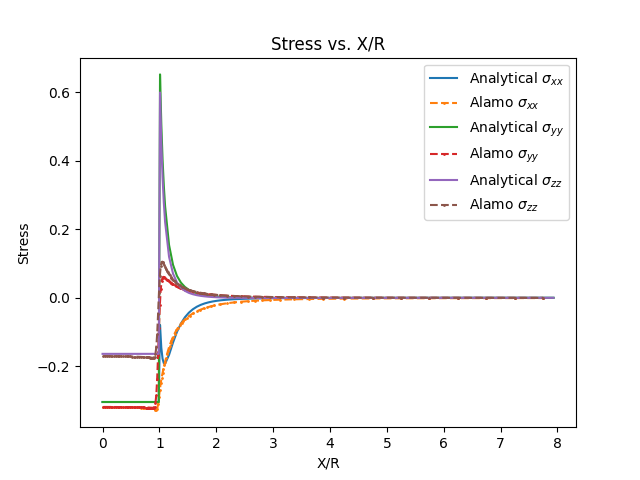 Stress vs. X/R
Analytical σxx
Alamo σxx
Analytical σyy
Alamo σyy
Analytical σzz
Alamo σzz
0.6
0.4
0.2
0.0
−0.2
Stress
0 1 2 3 4 5 6 7 8
X/R